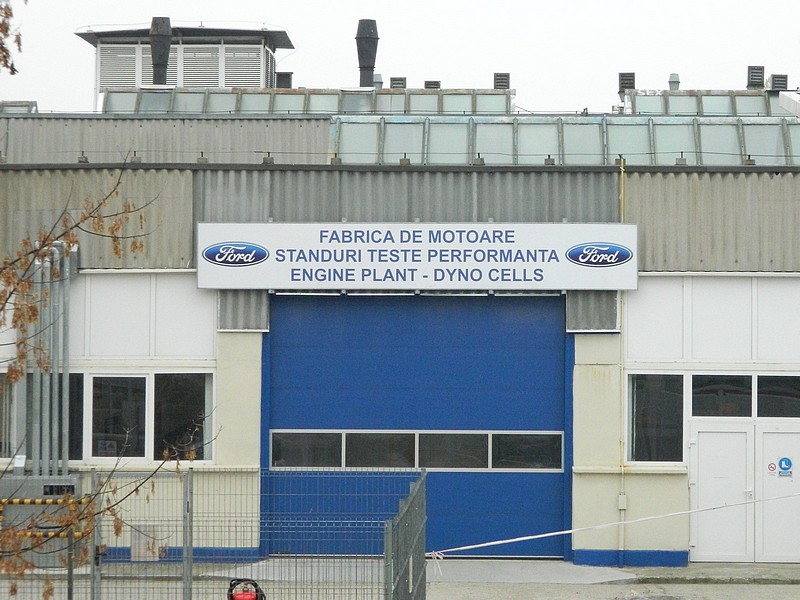 FABRICA DE MOTOARE
Ford STANDURI TESTE PERFORMANTA Ford
ENGINE PLANT - DYNO CELLS